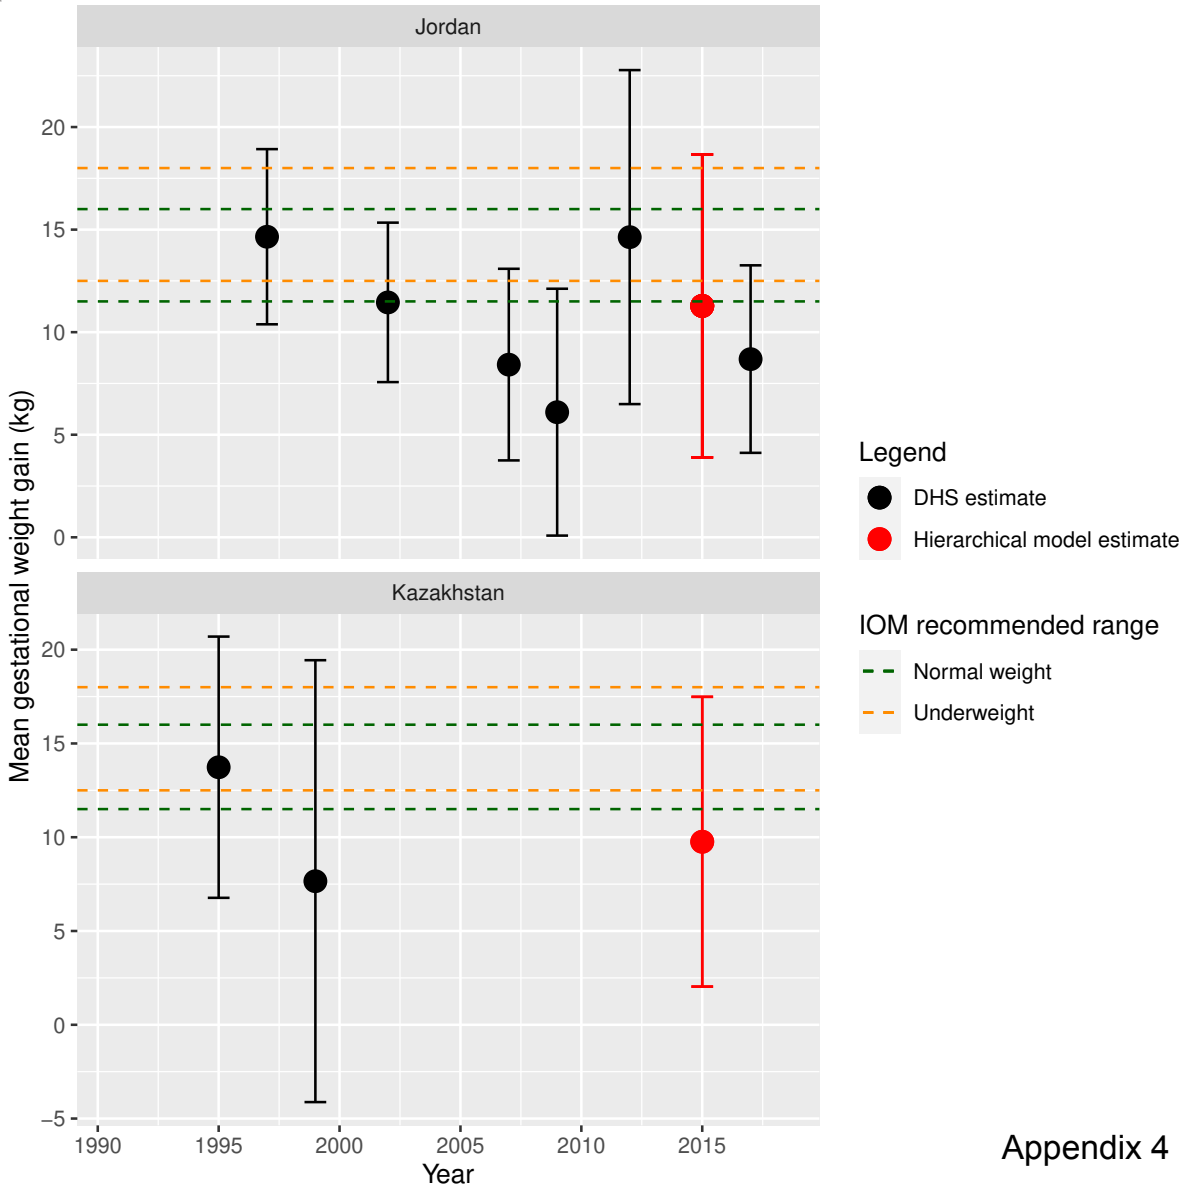 Jordan
20
15
10
5
0
Kazakhstan
20
15
10
5
0
−5
1990 1995 2000 2005 2010 2015
Year
Mean gestational weight gain (kg)
Legend
DHS estimate
Hierarchical model estimate
IOM recommended range
Normal weight
Underweight
Appendix 4